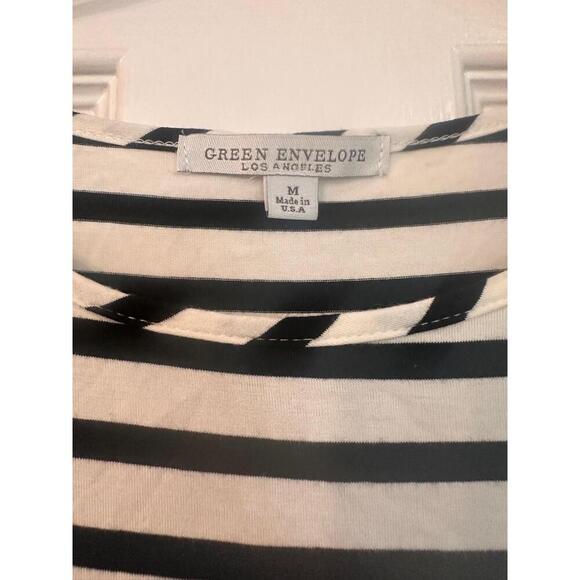 GREEN ENVELOPE
LOS ANGELES
M
Made in
U.S.A